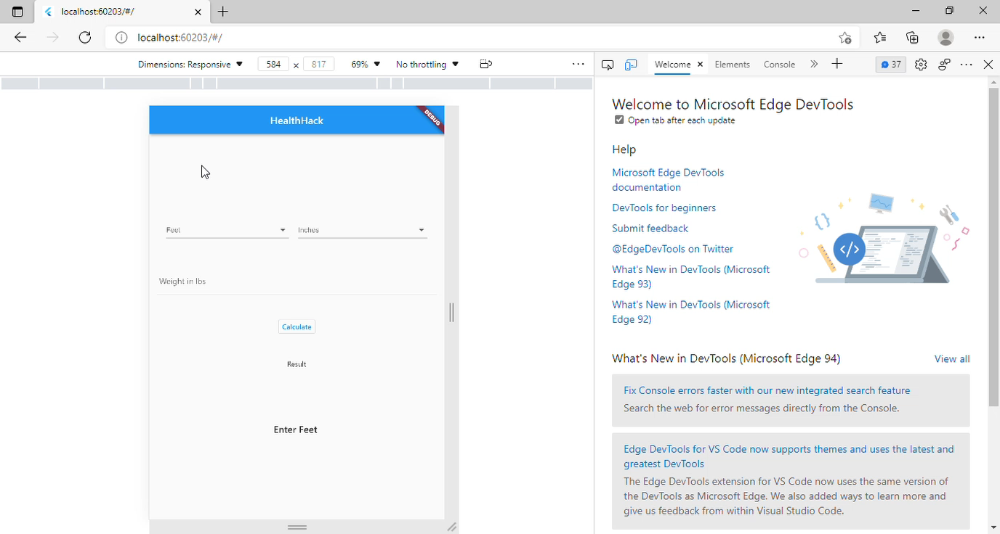 localhost:60203/#/
localhost:60203/#/
Dimensions: Responsive
584 x 817
69%
No throttling
Welcome
Elements
Console
37
HealthHack
DEBUG
Feet
Inches
Weight in lbs
Calculate
Result
Enter Feet
Welcome to Microsoft Edge DevTools
Open tab after each update
Help
Microsoft Edge DevTools
documentation
DevTools for beginners
Submit feedback
@EdgeDevTools on Twitter
What's New in DevTools (Microsoft
Edge 93)
What's New in DevTools (Microsoft
Edge 92)
What's New in DevTools (Microsoft Edge 94)
View all
Fix Console errors faster with our new integrated search feature
Search the web for error messages directly from the Console.
Edge DevTools for VS Code now supports themes and uses the latest and
greatest DevTools
The Edge DevTools extension for VS Code now uses the same version of
the DevTools as Microsoft Edge. We also added ways to learn more and
give us feedback from within Visual Studio Code.